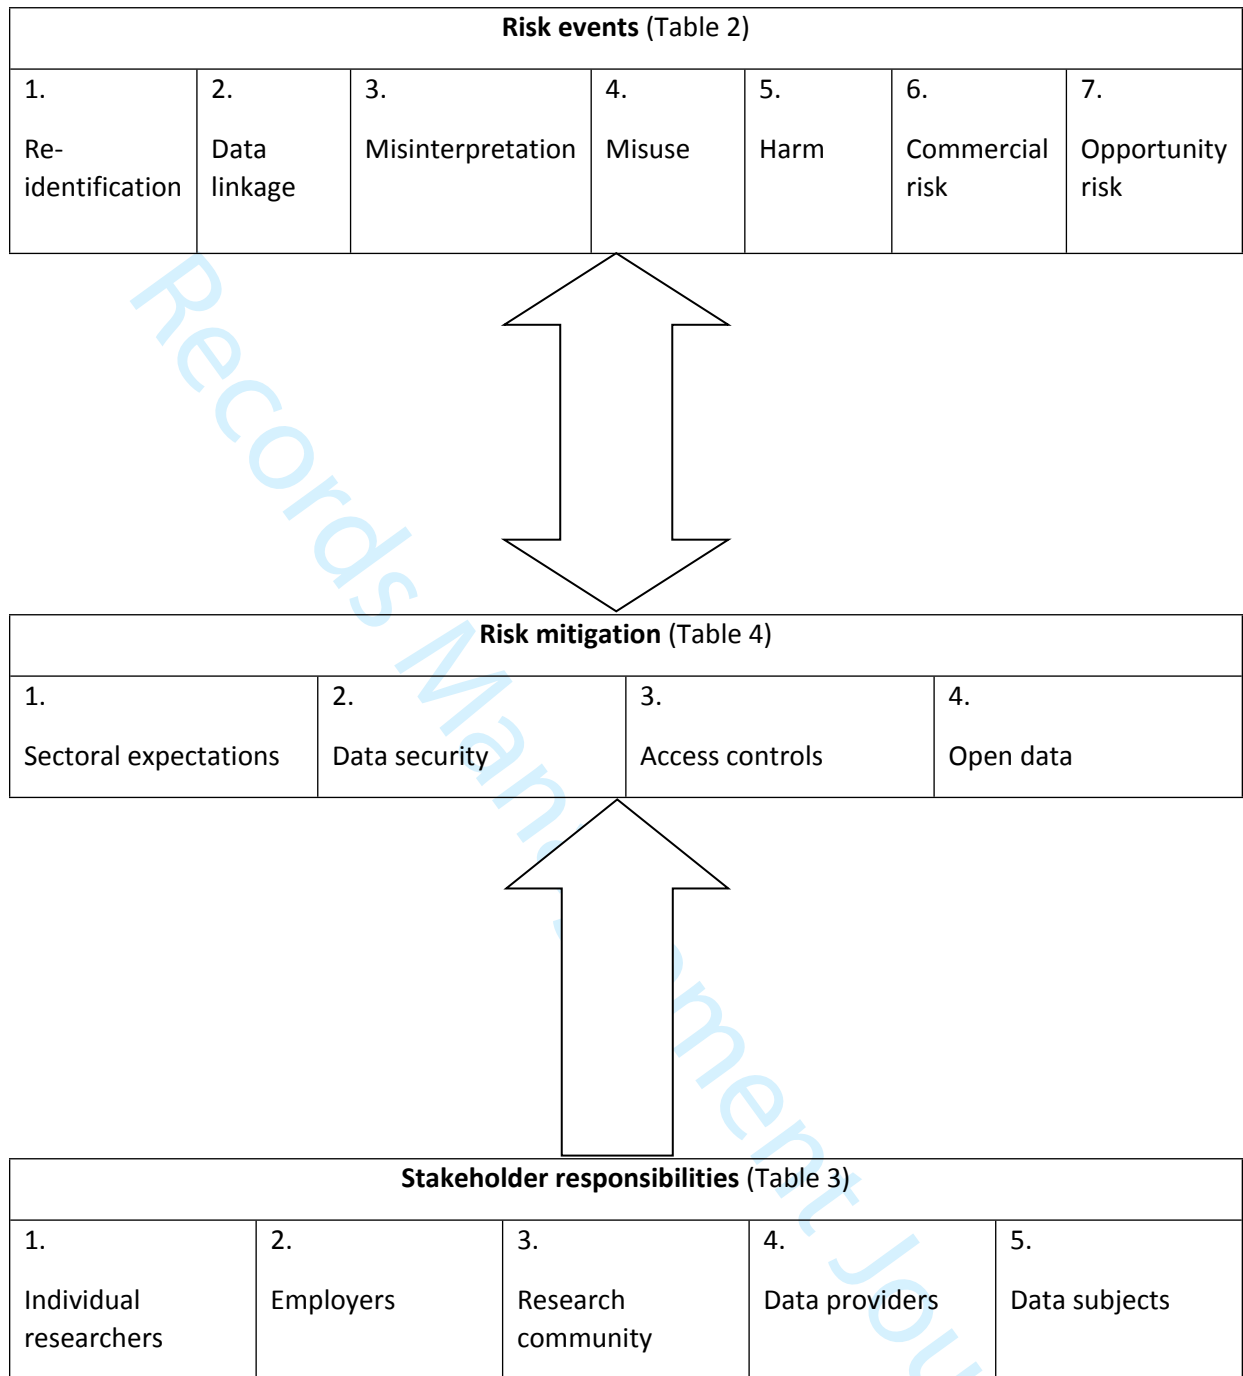 Risk events (Table 2)
1. 2. 3. 4. 5. 6. 7.
Re- Data Misinterpretation Misuse Harm Commercial Opportunity
identification linkage risk risk
Risk mitigation (Table 4)
1. 2. 3. 4.
Sectoral expectations Data security Access controls Open data
Stakeholder responsibilities (Table 3)
1. 2. 3. 4. 5.
Individual Employers Research Data providers Data subjects
researchers community
Records Management Jou